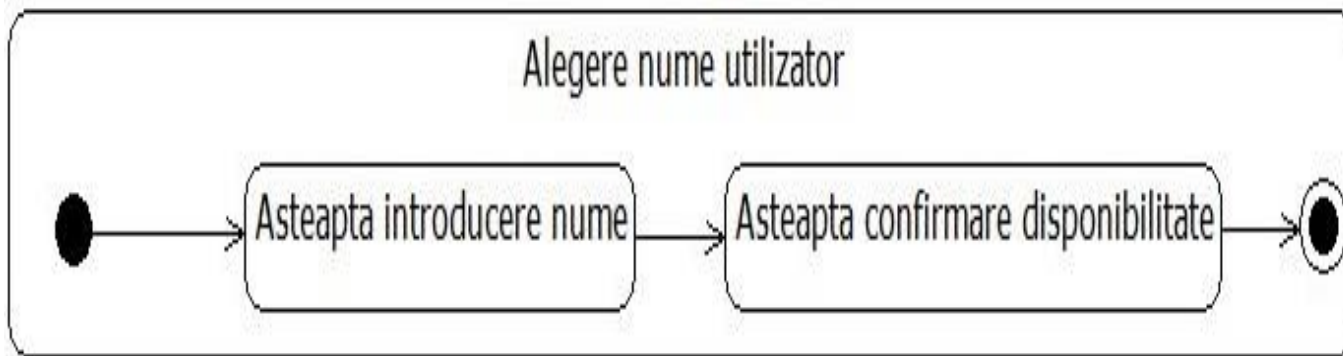 Alegere nume utilizator
Asteapta introducere nume
Asteapta confirmare disponibilitate